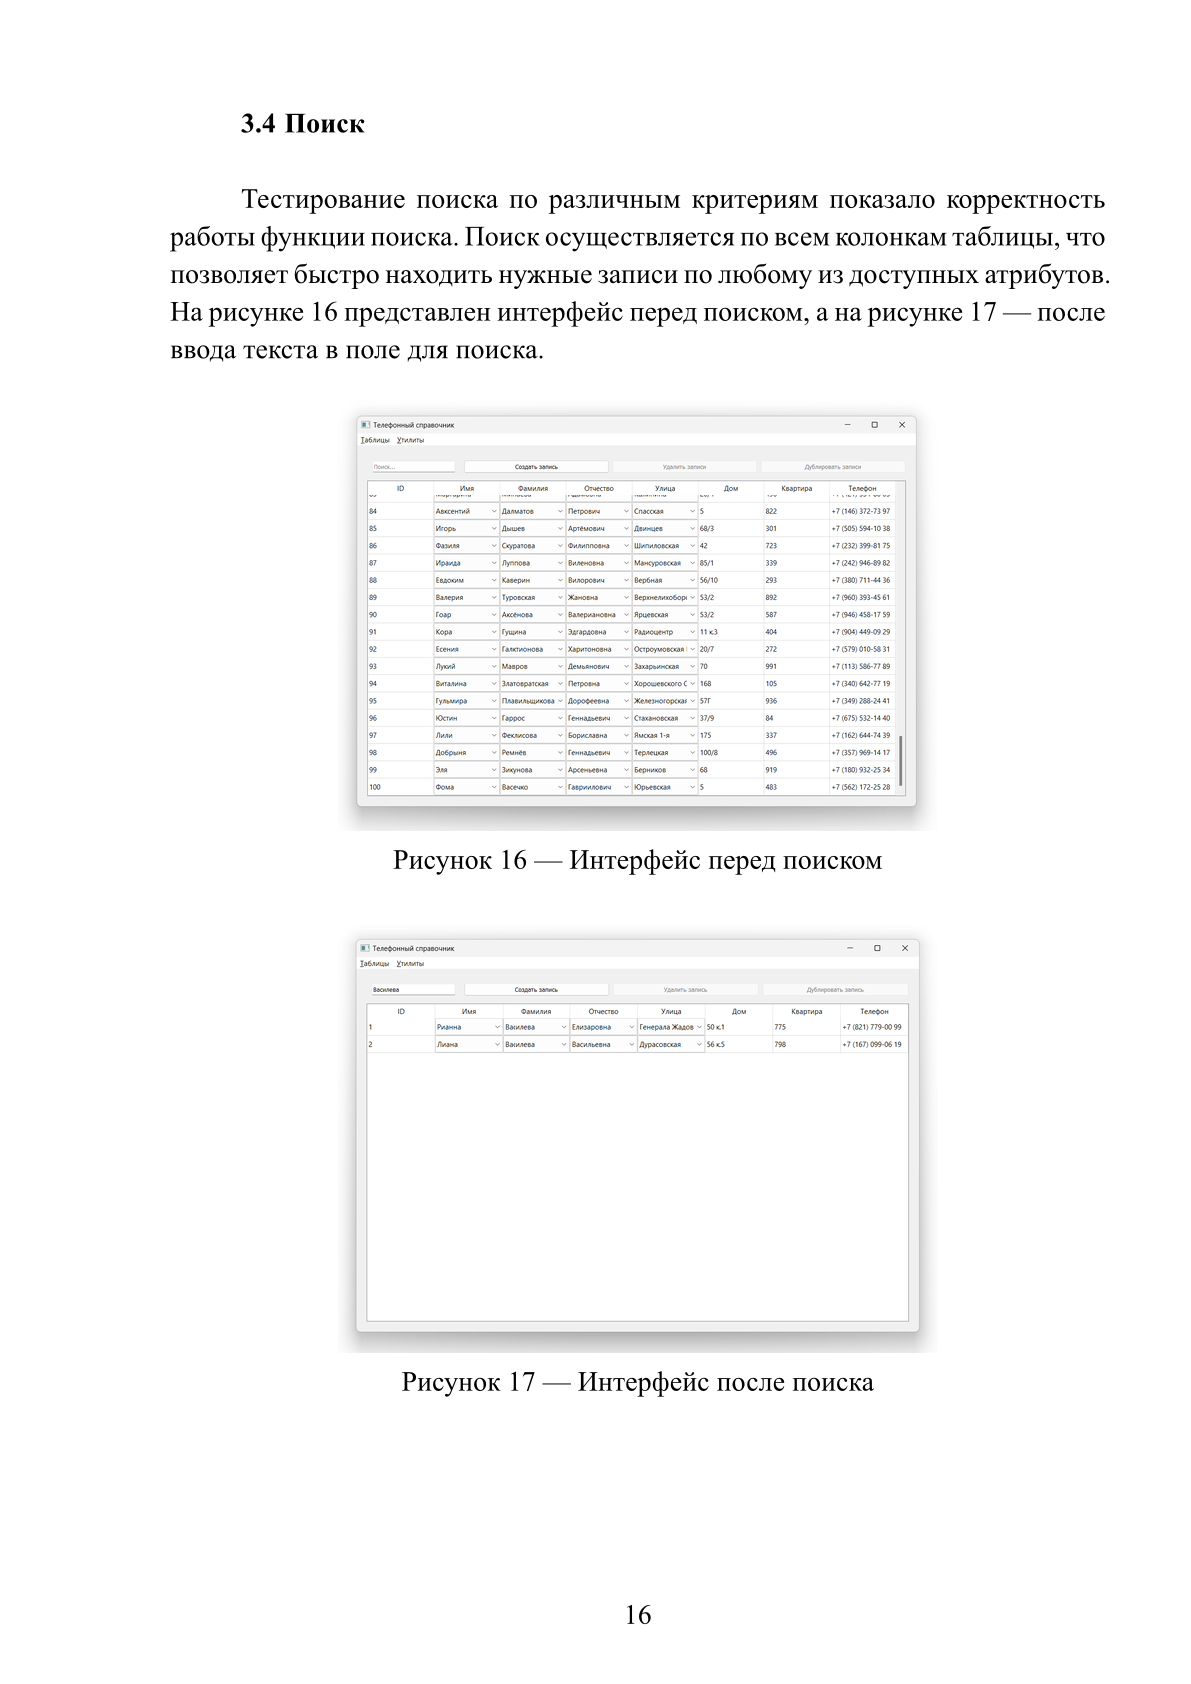 3.4 Поиск
Тестирование поиска по различным критериям показало корректность
работы функции поиска. Поиск осуществляется по всем колонкам таблицы, что
позволяет быстро находить нужные записи по любому из доступных атрибутов.
На рисунке 16 представлен интерфейс перед поиском, а на рисунке 17 — после
ввода текста в поле для поиска.
Телефонный справочник
Таблицы Утилиты
Поиск... Создать запись Удалить записи Дублировать записи
ID Имя Фамилия Отчество Улица Дом Квартира Телефон
84 Авксентий Далматов Петрович Спасская 5 822 +7 (146) 372-73 97
85 Игорь Дышев Артёмович Двинцев 68/3 301 +7 (505) 594-10 38
86 Фазиля Скуратова Филипповна Шипиловская 42 723 +7 (232) 399-81 75
87 Ираида Луппова Виленовна Мансуровская 85/1 339 +7 (242) 946-89 82
88 Евдоким Каверин Вилорович Вербная 56/10 293 +7 (380) 711-44 36
89 Валерия Туровская Жановна Верхнелихобор 53/2 892 +7 (960) 393-45 61
90 Гоар Аксёнова Валериановна Ярцевская 53/2 587 +7 (946) 458-17 59
91 Кора Гущина Эдгардовна Радиоцентр 11 к.3 404 +7 (904) 449-09 29
92 Есения Галктионова Харитоновна Остроумовская 20/7 272 +7 (579) 010-58 31
93 Лукий Мавров Демьянович Захарьинская 70 991 +7 (113) 586-77 89
94 Виталина Златовратская Петровна Хорошевского С 168 105 +7 (340) 642-77 19
95 Гульмира Плавильщикова Дорофеевна Железногорская 57Г 936 +7 (349) 288-24 41
96 Юстин Гаррос Геннадьевич Стахановская 37/9 84 +7 (675) 532-14 40
97 Лили Феклисова Бориславна Ямская 1-я 175 337 +7 (162) 644-74 39
98 Добрыня Ремнёв Геннадьевич Терлецкая 100/8 496 +7 (357) 969-14 17
99 Эля Зикунова Арсеньевна Берников 68 919 +7 (180) 932-25 34
100 Фома Васечко Гавриилович Юрьевская 5 483 +7 (562) 172-25 28
Рисунок 16 — Интерфейс перед поиском
Телефонный справочник
Таблицы Утилиты
Василева Создать запись Удалить запись Дублировать запись
ID Имя Фамилия Отчество Улица Дом Квартира Телефон
1 Рианна Василева Елизаровна Генерала Жадов 50 к.1 775 +7 (821) 779-00 99
2 Лиана Василева Васильевна Дурасовская 56 к.5 798 +7 (167) 099-06 19
Рисунок 17 — Интерфейс после поиска
16